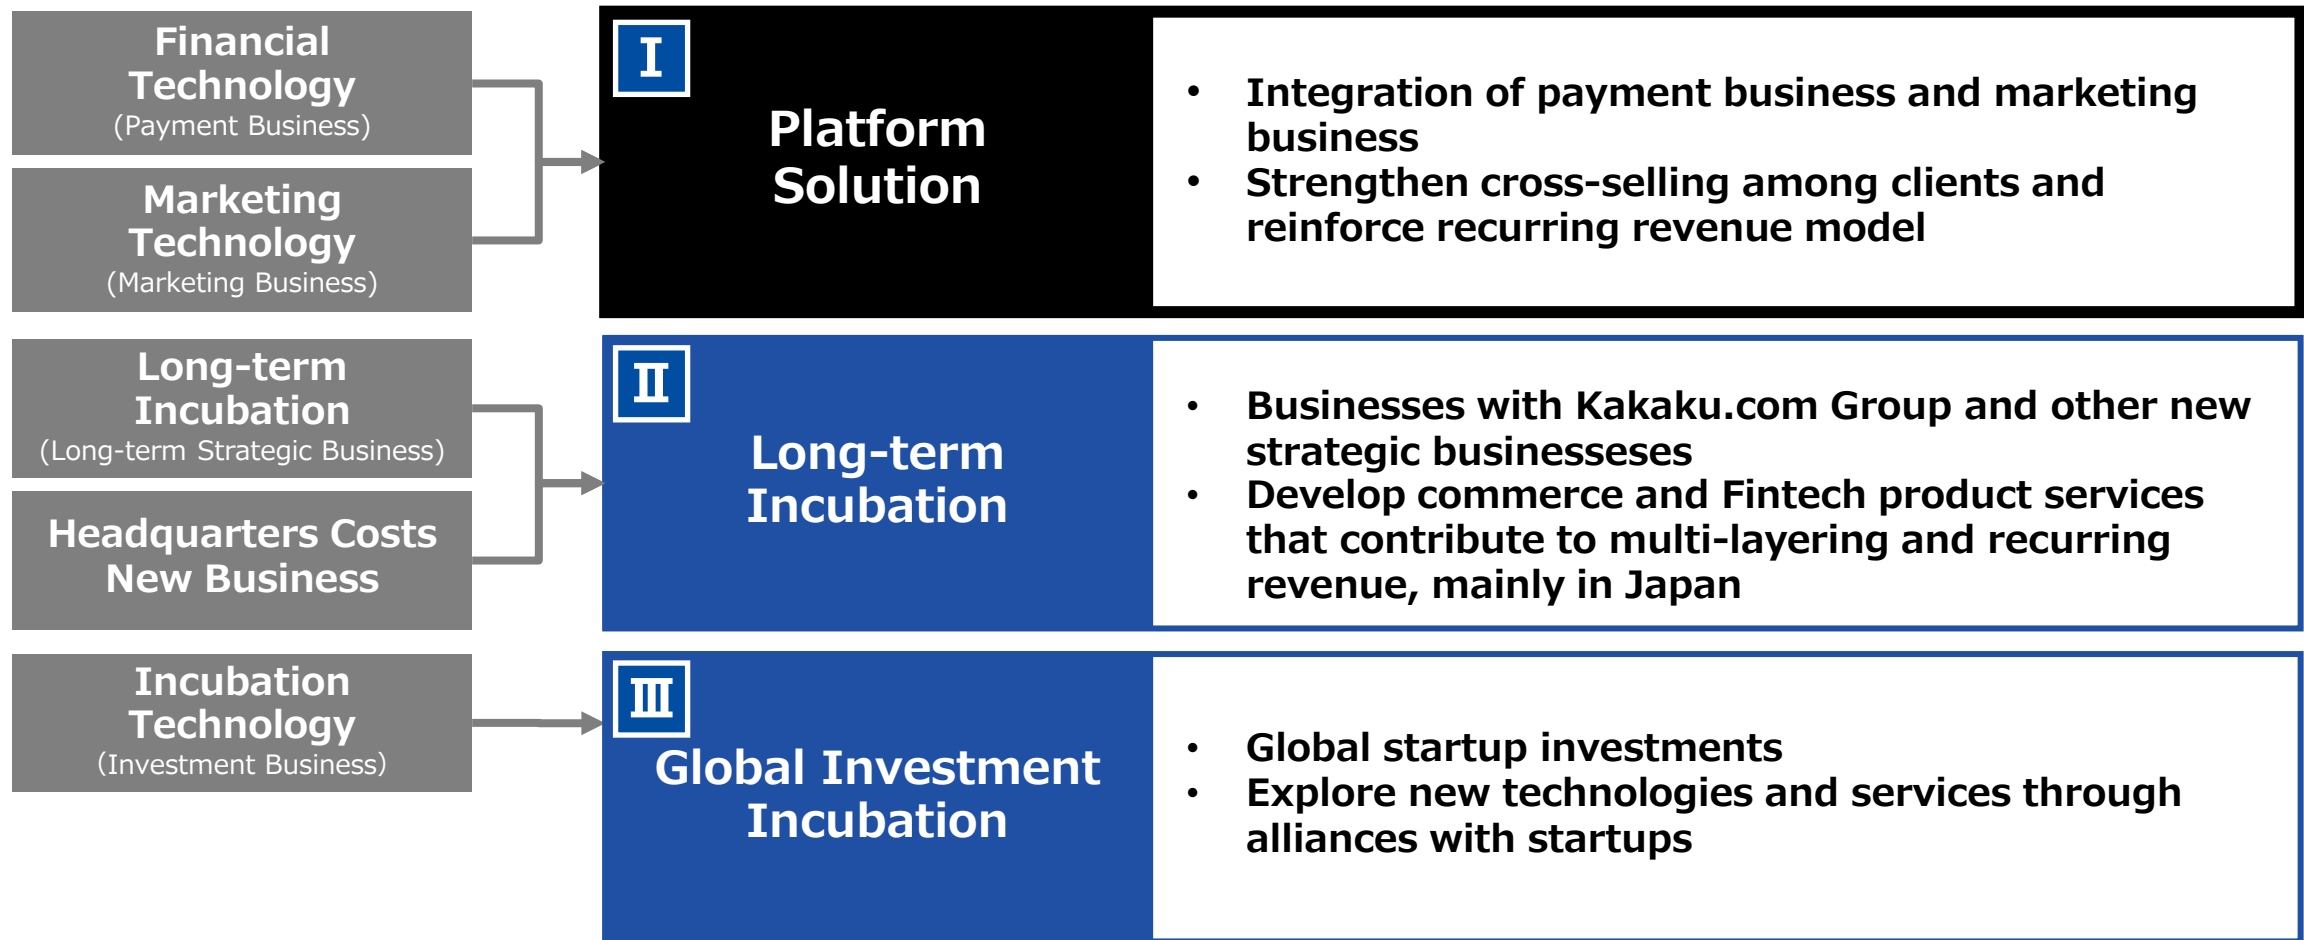 Financial
Technology
(Payment Business)
Marketing
Technology
(Marketing Business)
I
Platform
Solution
• Integration of payment business and marketing
business
• Strengthen cross-selling among clients and
reinforce recurring revenue model
Long-term
Incubation
(Long-term Strategic Business)
Headquarters Costs
New Business
II
Long-term
Incubation
• Businesses with Kakaku.com Group and other new
strategic businesseses
• Develop commerce and Fintech product services
that contribute to multi-layering and recurring
revenue, mainly in Japan
Incubation
Technology
(Investment Business)
III
Global Investment
Incubation
• Global startup investments
• Explore new technologies and services through
alliances with startups